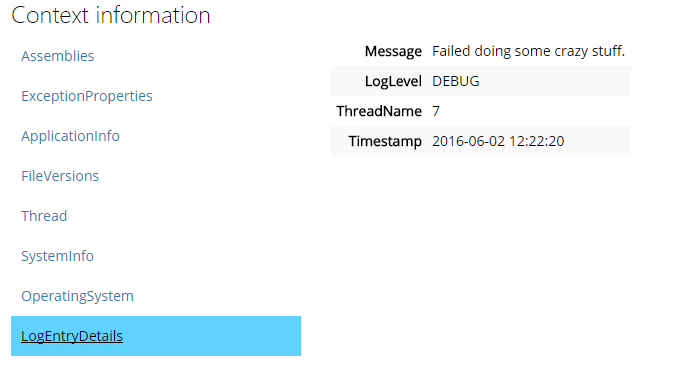 Context information
Assemblies
ExceptionProperties
ApplicationInfo
FileVersions
Thread
SystemInfo
OperatingSystem
LogEntryDetails
Message Failed doing some crazy stuff.
LogLevel DEBUG
ThreadName 7
Timestamp 2016-06-02 12:22:20